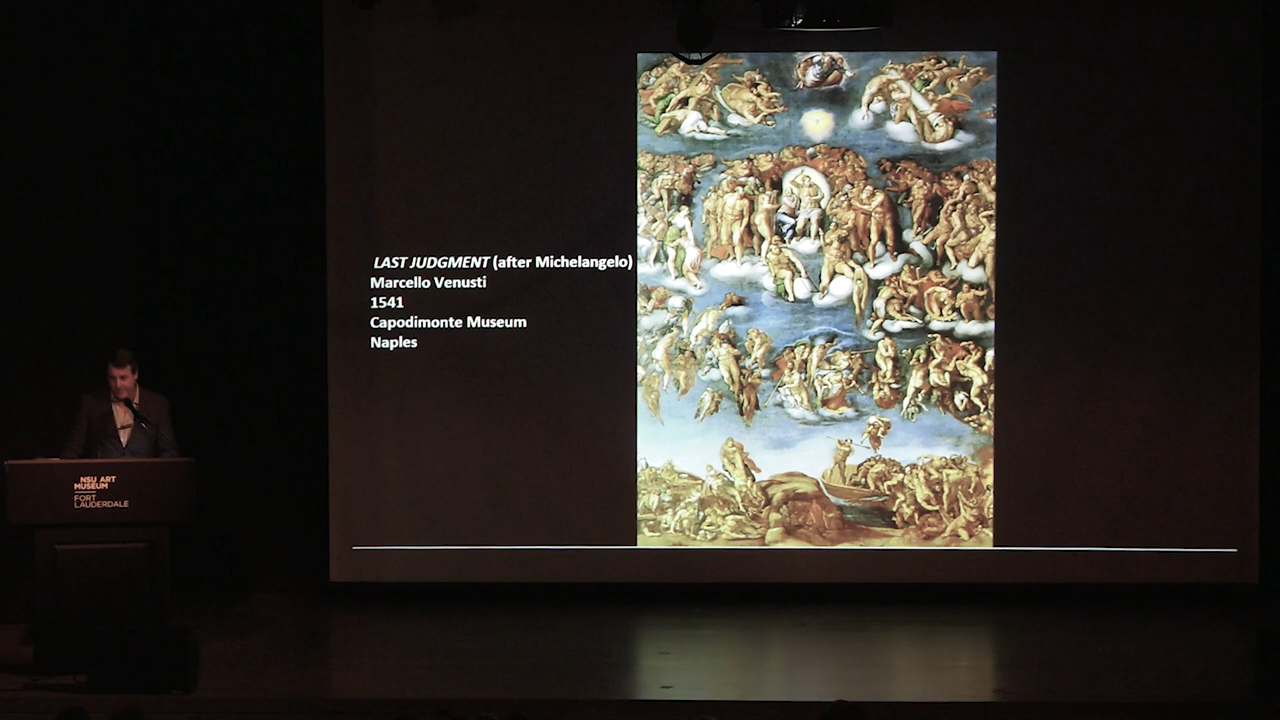 LAST JUDGMENT (after Michelangelo)
Marcello Venusti
1541
Capodimonte Museum
Naples
NSU ART
MUSEUM
FORT
LAUDERDALE